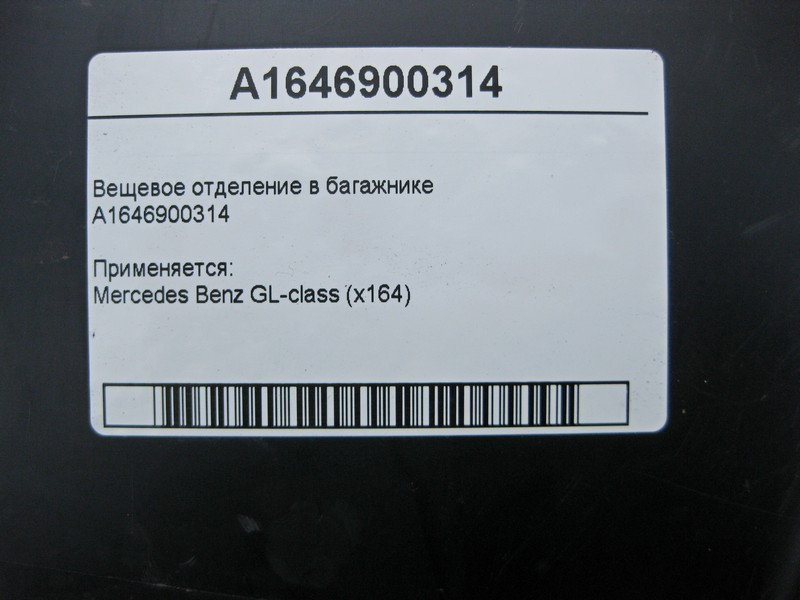 A1646900314
Вещевое отделение в багажнике
A1646900314
Применяется:
Mercedes Benz GL-class (x164)